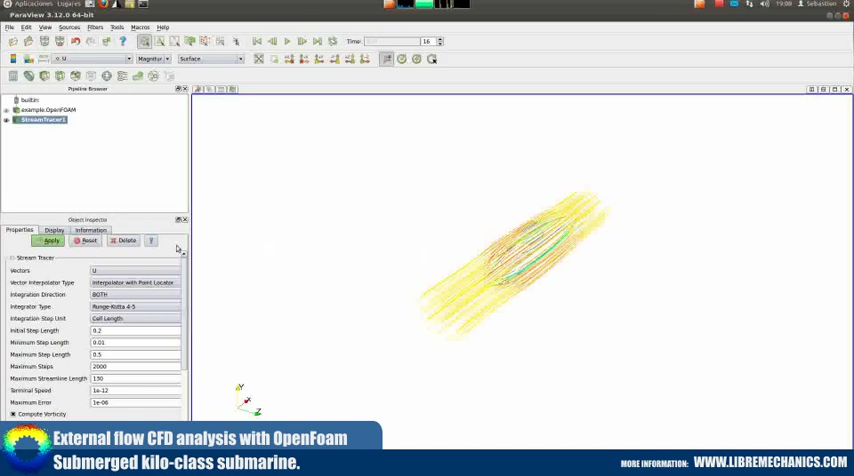 Aplicaciones Lugares
19:08 Sebastian
ParaView 3.12.0 64-bit
File Edit View Sources Filters Tools Macros Help
Time: 16
U Magnitur Surface
Pipeline Browser
builtin:
example.OpenFOAM
StreamTracer1
Object Inspector
Properties Display Information
Apply Reset Delete ?
Stream Tracer
Vectors U
Vector Interpolator Type Interpolator with Point Locator
Integration Direction BOTH
Integrator Type Runge-Kutta 4-5
Integration Step Unit Cell Length
Initial Step Length 0.2
Minimum Step Length 0.01
Maximum Step Length 0.5
Maximum Steps 2000
Maximum Streamline Length 130
Terminal Speed 1e-12
Maximum Error 1e-06
Compute Vorticity
Y
X
Z
External flow CFD analysis with OpenFoam
Submerged kilo-class submarine.
MORE INFORMATION: WWW.LIBREMECHANICS.COM